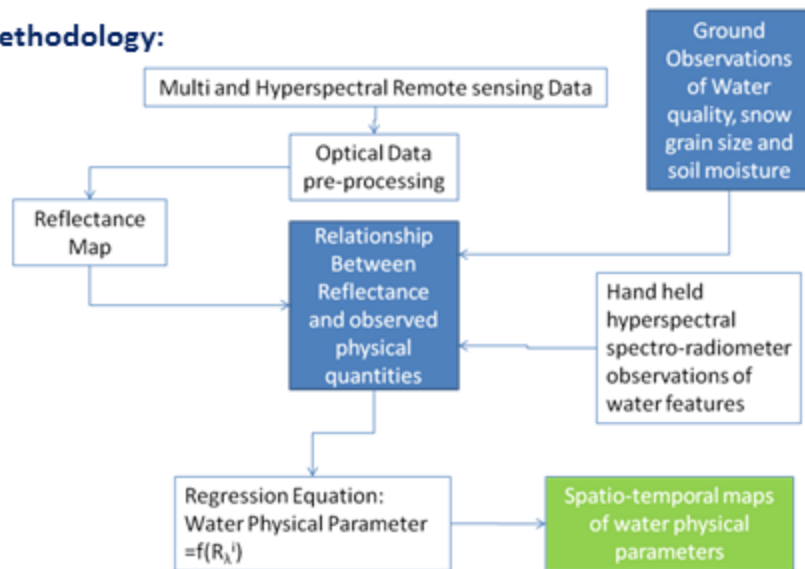 ethodology:
Multi and Hyperspectral Remote sensing Data
Optical Data
pre-processing
Reflectance
Map
Ground
Observations
of Water
quality, snow
grain size and
soil moisture
Relationship
Between
Reflectance
and observed
physical
quantities
Hand held
hyperspectral
spectro-radiometer
observations of
water features
Regression Equation:
Water Physical Parameter
=f(Rλⁱ)
Spatio-temporal maps
of water physical
parameters